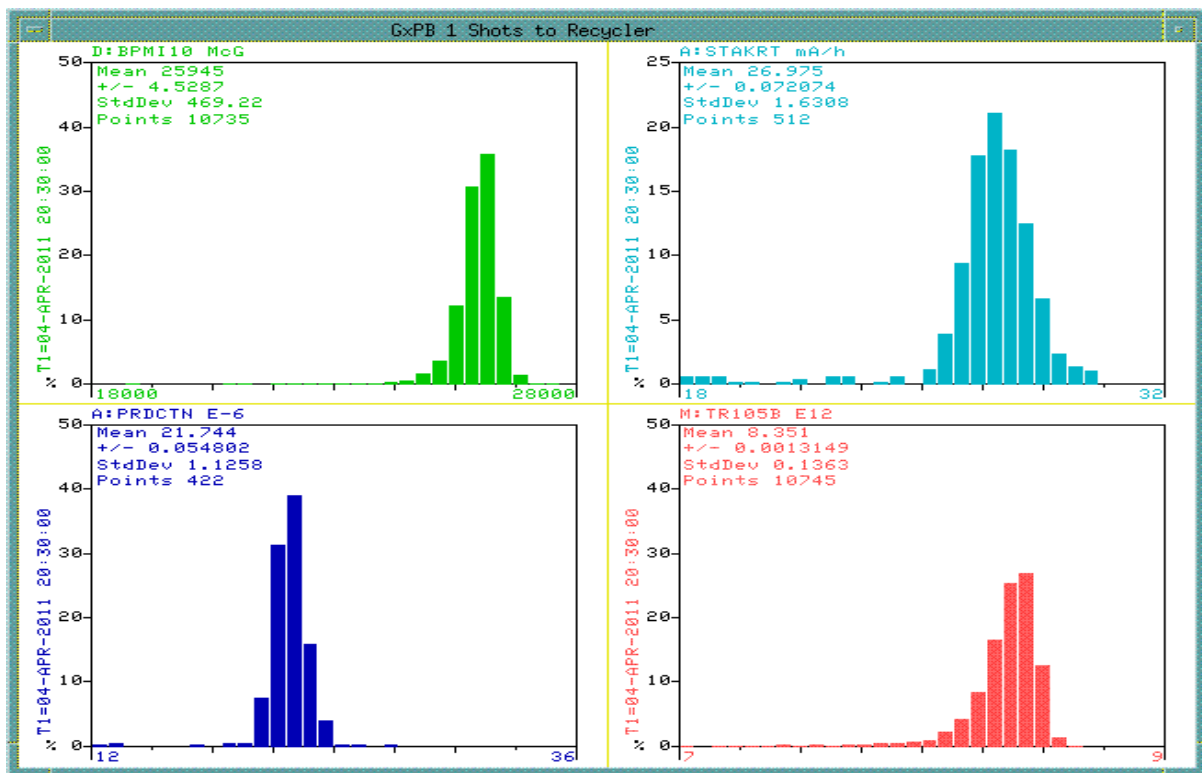 GxPB 1 Shots to Recycler
D:BPMI10 McG
50
Mean 25945
+/- 4.5287
StdDev 469.22
Points 10735
40
30
20
10
% 0
T1=04-APR-2011 20:30:00
18000 28000
A:STAKRT mA/h
25
Mean 26.975
+/- 0.072074
StdDev 1.6308
Points 512
20
15
10
5
% 0
T1=04-APR-2011 20:30:00
18 32
A:PRDCTN E-6
50
Mean 21.744
+/- 0.054802
StdDev 1.1258
Points 422
40
30
20
10
% 0
T1=04-APR-2011 20:30:00
12 36
M:TR105B E12
50
Mean 8.351
+/- 0.0013149
StdDev 0.1363
Points 10745
40
30
20
10
% 0
T1=04-APR-2011 20:30:00
7 9